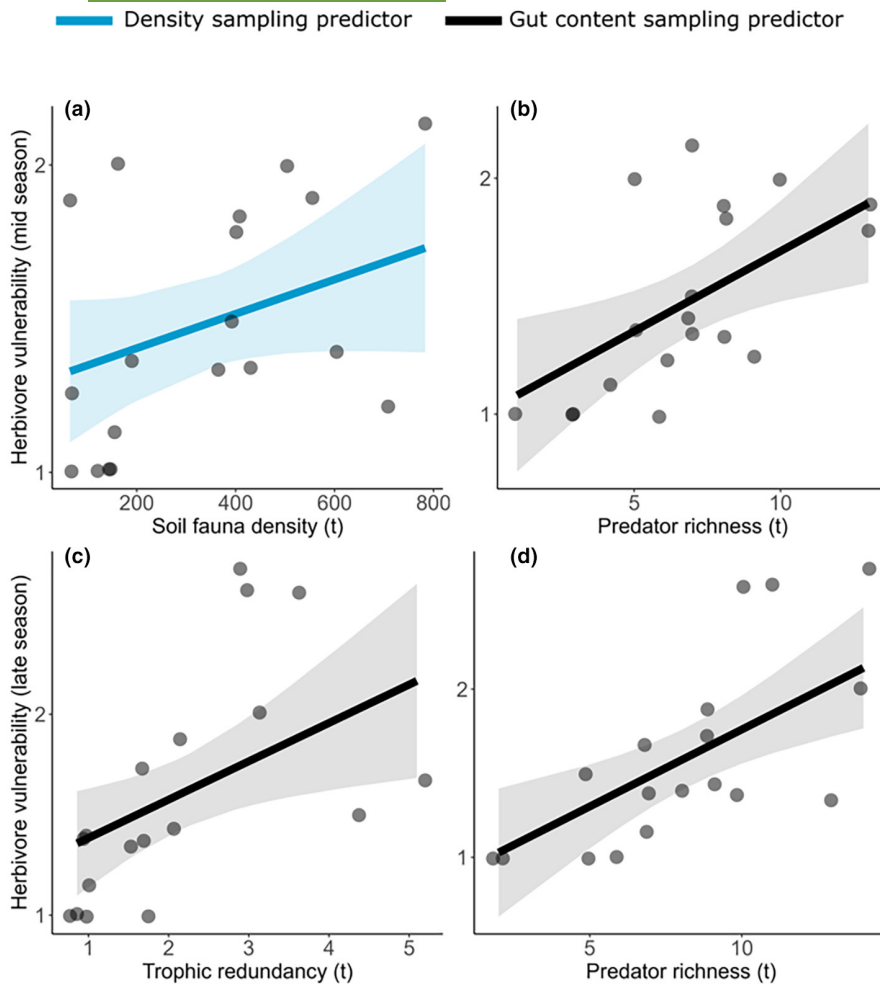 Density sampling predictor Gut content sampling predictor
(a)
Herbivore vulnerability (mid season)
2
1
200 400 600 800
Soil fauna density (t)
(b)
2
1
5 10
Predator richness (t)
(c)
Herbivore vulnerability (late season)
2
1
1 2 3 4 5
Trophic redundancy (t)
(d)
2
1
5 10
Predator richness (t)